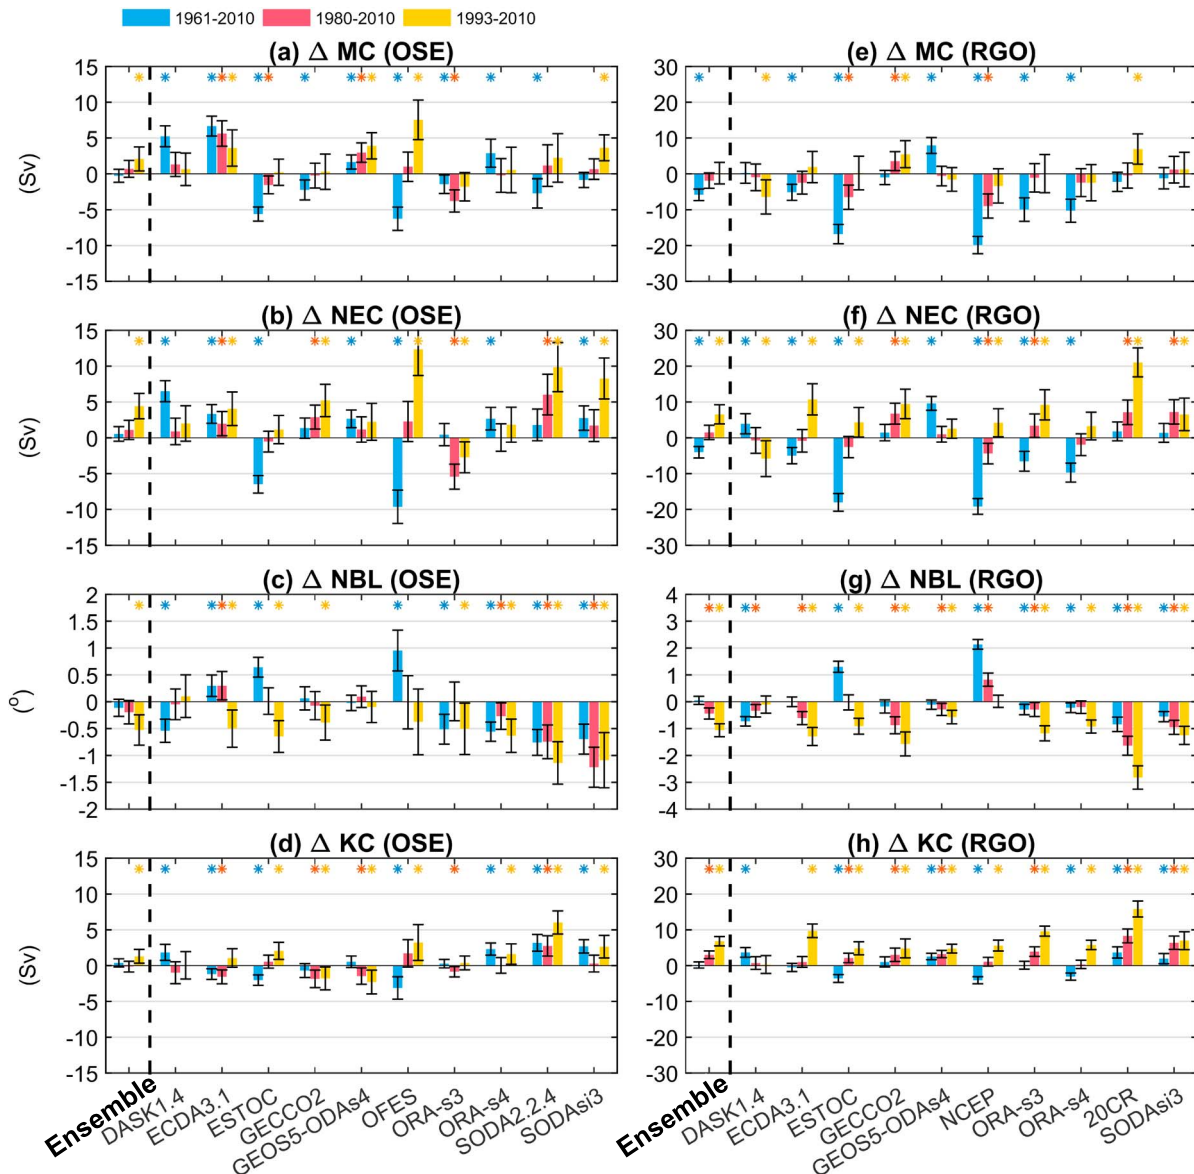 1961-2010 1980-2010 1993-2010
(a) Δ MC (OSE)
15
10
5
0
-5
-10
-15
(Sv)
(e) Δ MC (RGO)
30
20
10
0
-10
-20
-30
(b) Δ NEC (OSE)
15
10
5
0
-5
-10
-15
(Sv)
(f) Δ NEC (RGO)
30
20
10
0
-10
-20
-30
(c) Δ NBL (OSE)
2
1.5
1
0.5
0
-0.5
-1
-1.5
-2
(o)
(g) Δ NBL (RGO)
4
3
2
1
0
-1
-2
-3
-4
(d) Δ KC (OSE)
15
10
5
0
-5
-10
-15
(Sv)
(h) Δ KC (RGO)
30
20
10
0
-10
-20
-30
Ensemble
DASK1.4
ECDA3.1
ESTOC
GECCO2
GEOS5-ODAs4
OFES
ORA-s3
ORA-s4
SODA2.2.4
SODAsi3
Ensemble
DASK1.4
ECDA3.1
ESTOC
GECCO2
GEOS5-ODAs4
NCEP
ORA-s3
ORA-s4
20CR
SODAsi3